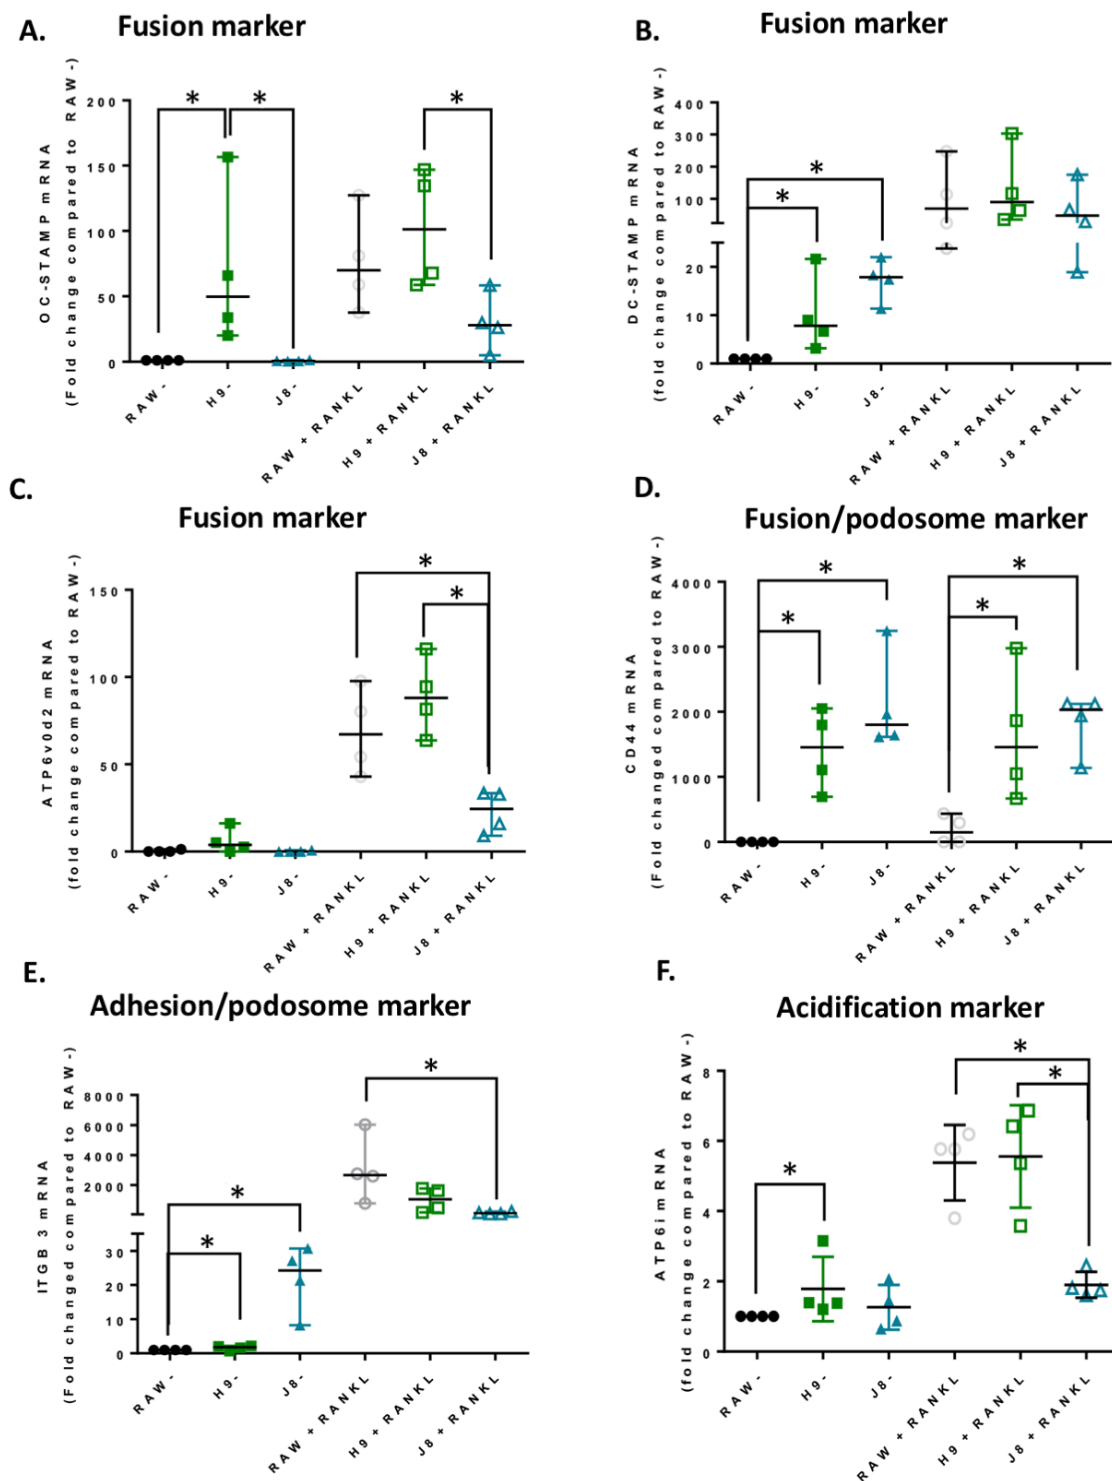 A.
Fusion marker
OC-STAMP mRNA
(Fold change compared to RAW-)
200
150
100
50
0
*
*
*
RAW-
H9-
J8-
RAW + RANKL
H9 + RANKL
J8 + RANKL
B.
Fusion marker
DC-STAMP mRNA
(fold change compared to RAW-)
400
300
200
100
20
10
0
*
*
RAW-
H9-
J8-
RAW + RANKL
H9 + RANKL
J8 + RANKL
C.
Fusion marker
ATP6v0d2 mRNA
(fold change compared to RAW-)
150
100
50
0
*
*
RAW-
H9-
J8-
RAW + RANKL
H9 + RANKL
J8 + RANKL
D.
Fusion/podosome marker
CD44 mRNA
(Fold changed compared to RAW-)
4000
3000
2000
1000
0
*
*
*
*
RAW-
H9-
J8-
RAW + RANKL
H9 + RANKL
J8 + RANKL
E.
Adhesion/podosome marker
ITGB 3 mRNA
(Fold changed compared to RAW-)
8000
6000
4000
2000
30
20
10
0
*
*
*
RAW-
H9-
J8-
RAW + RANKL
H9 + RANKL
J8 + RANKL
F.
Acidification marker
ATP6i mRNA
(fold change compared to RAW-)
8
6
4
2
0
*
*
*
RAW-
H9-
J8-
RAW + RANKL
H9 + RANKL
J8 + RANKL